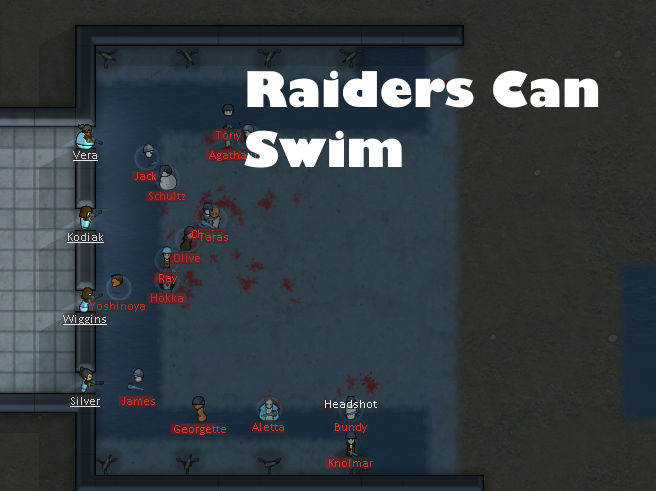 Raiders Can
Swim
Tony
Agatha
Vera
Jack
Schultz
Kodiak
Taras
Olive
Ray
Hokka
Yoshinoya
Wiggins
Silver
James
Headshot
Georgette
Aletta
Bundy
Knolmar